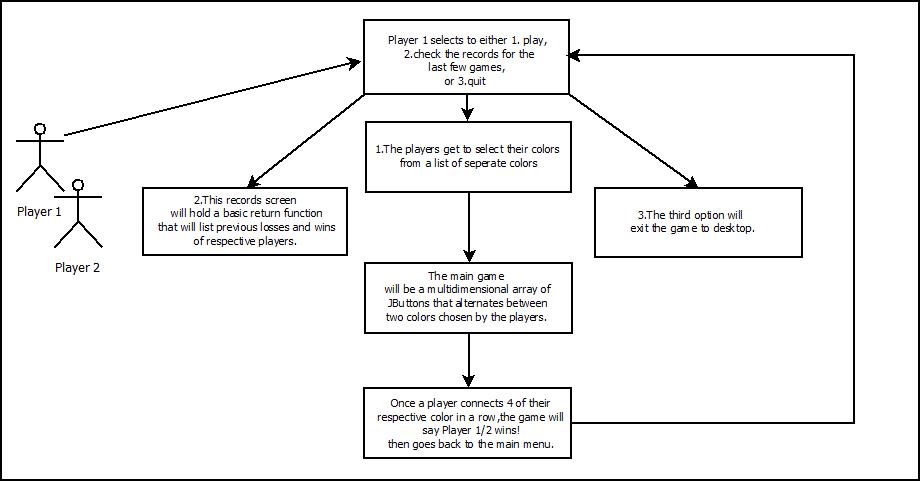 Player 1 selects to either 1. play,
2.check the records for the
last few games,
or 3.quit
1.The players get to select their colors
from a list of seperate colors
Player 1
2.This records screen
will hold a basic return function
that will list previous losses and wins
of respective players.
3.The third option will
exit the game to desktop.
Player 2
The main game
will be a multidimensional array of
JButtons that alternates between
two colors chosen by the players.
Once a player connects 4 of their
respective color in a row,the game will
say Player 1/2 wins!
then goes back to the main menu.